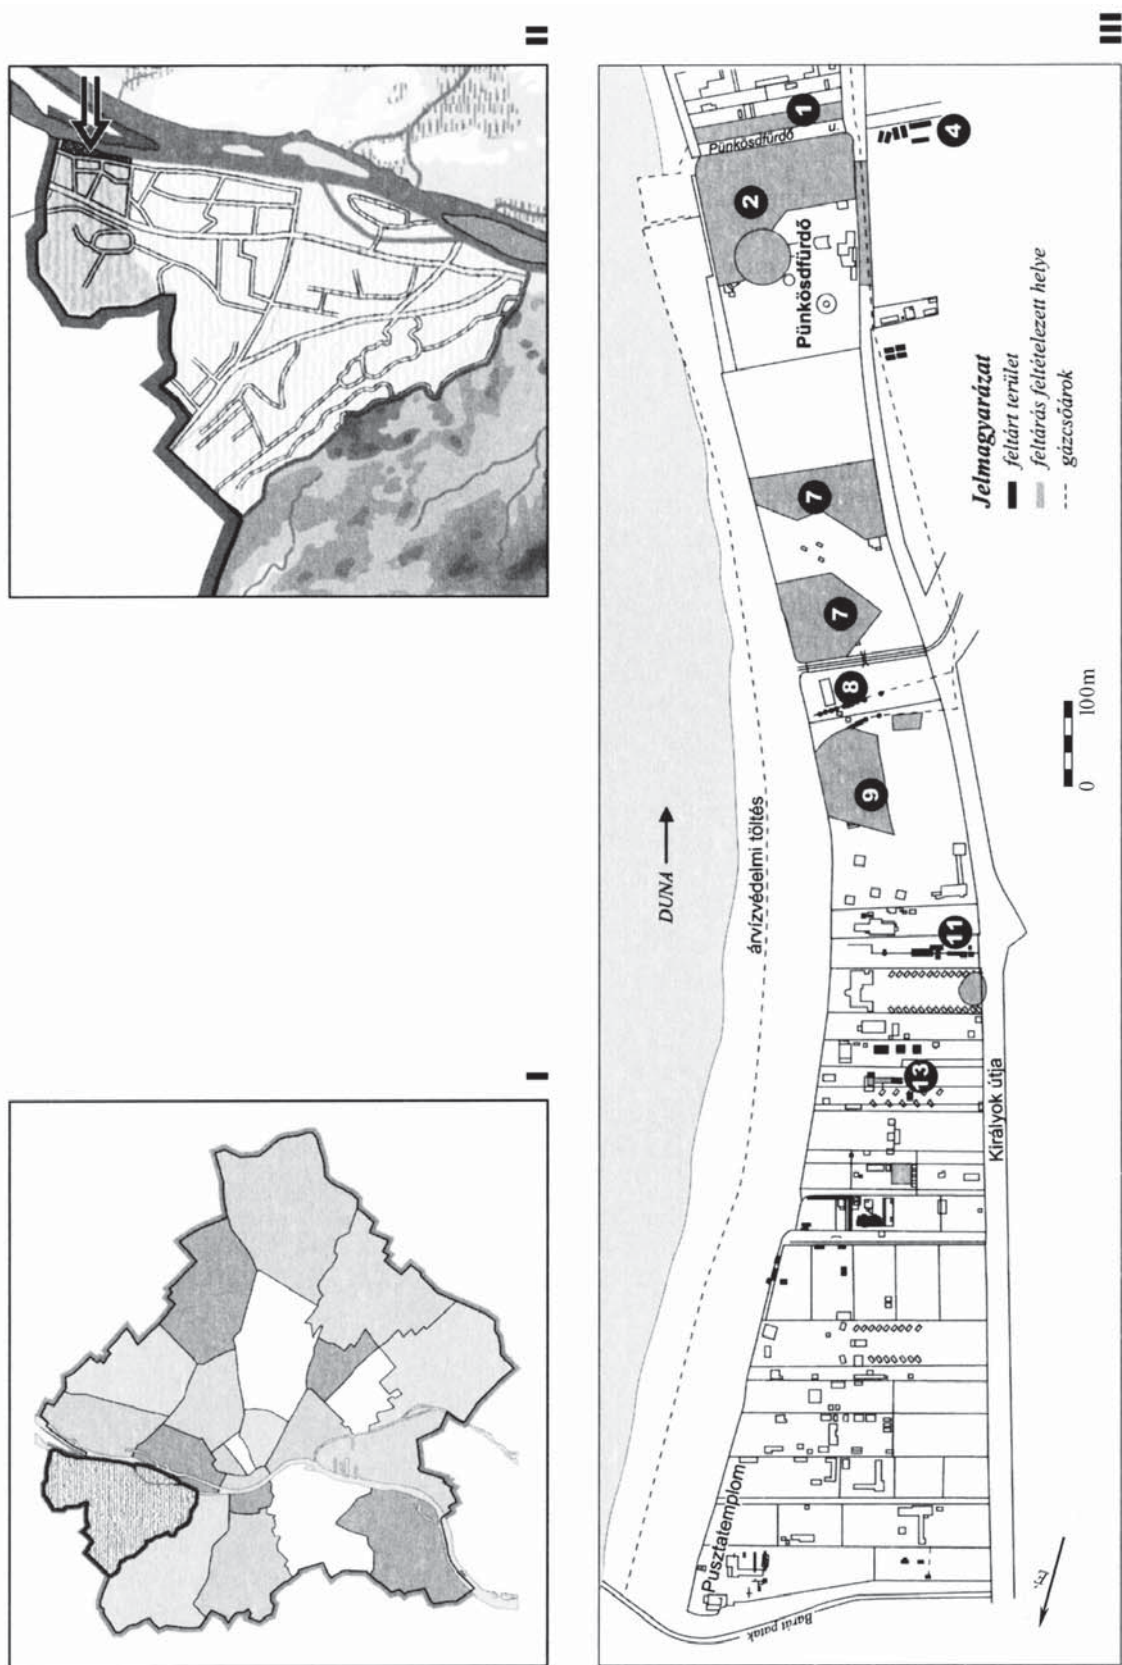 I
II
III
DUNA
árvízvédelmi töltés
Pusztatemplom
Barát patak
Királyok útja
Pünkösdfürdő
Pünkösdfürdő u.
1
2
4
7
7
8
9
11
13
Jelmagyarázat
feltárt terület
feltárás feltételezett helye
gázcsőárok
0 100m